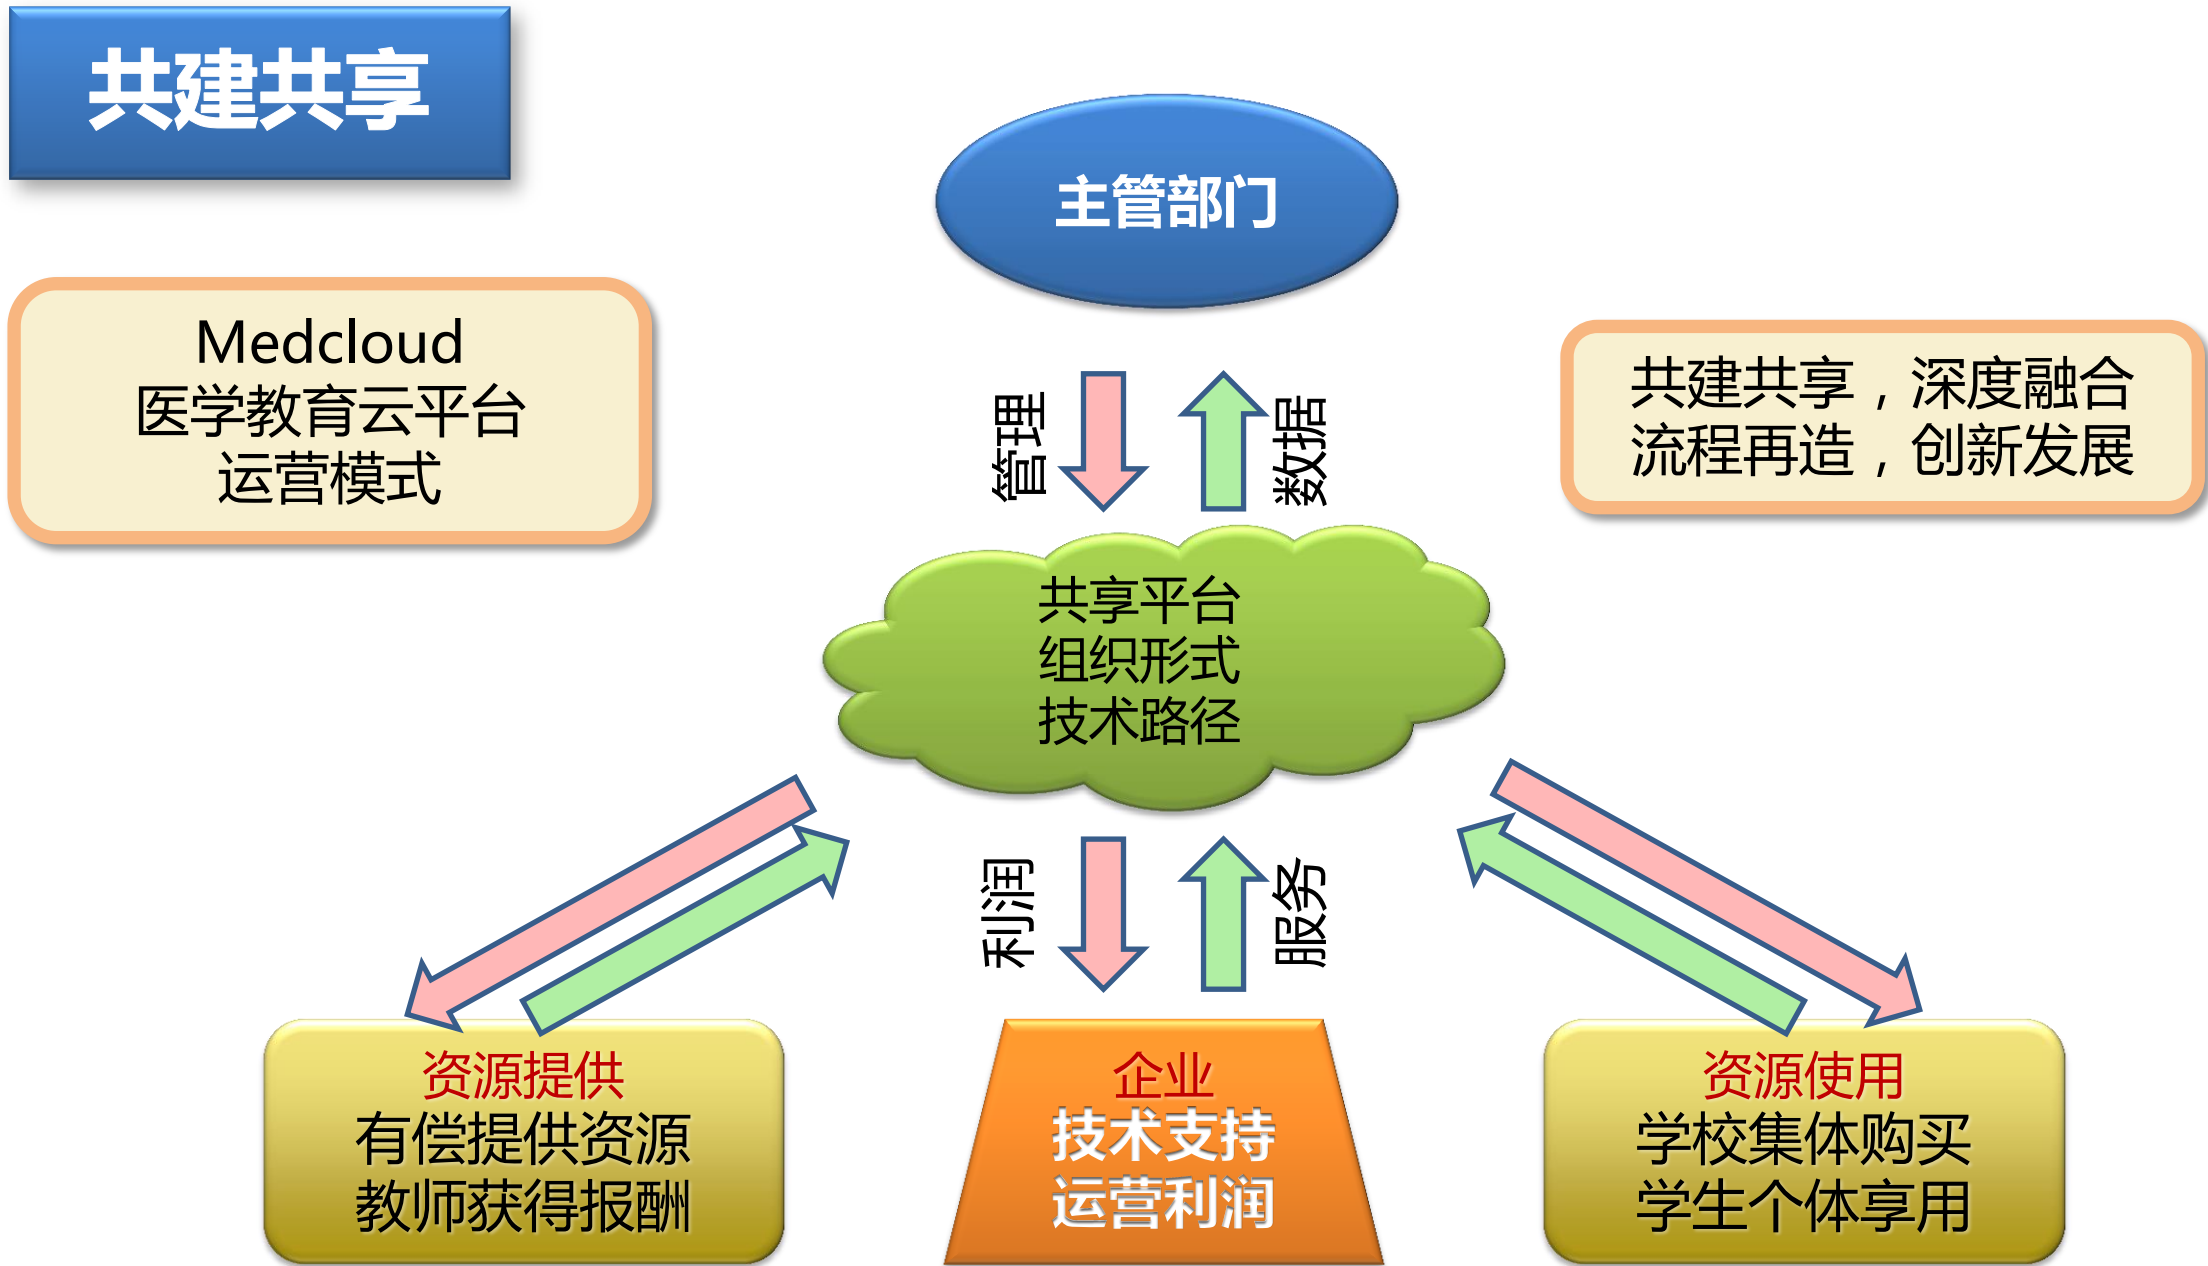 共建共享
主管部门
Medcloud
医学教育云平台
运营模式
共建共享，深度融合
流程再造，创新发展
管理
数据
共享平台
组织形式
技术路径
利润
服务
资源提供
有偿提供资源
教师获得报酬
企业
技术支持
运营利润
资源使用
学校集体购买
学生个体享用